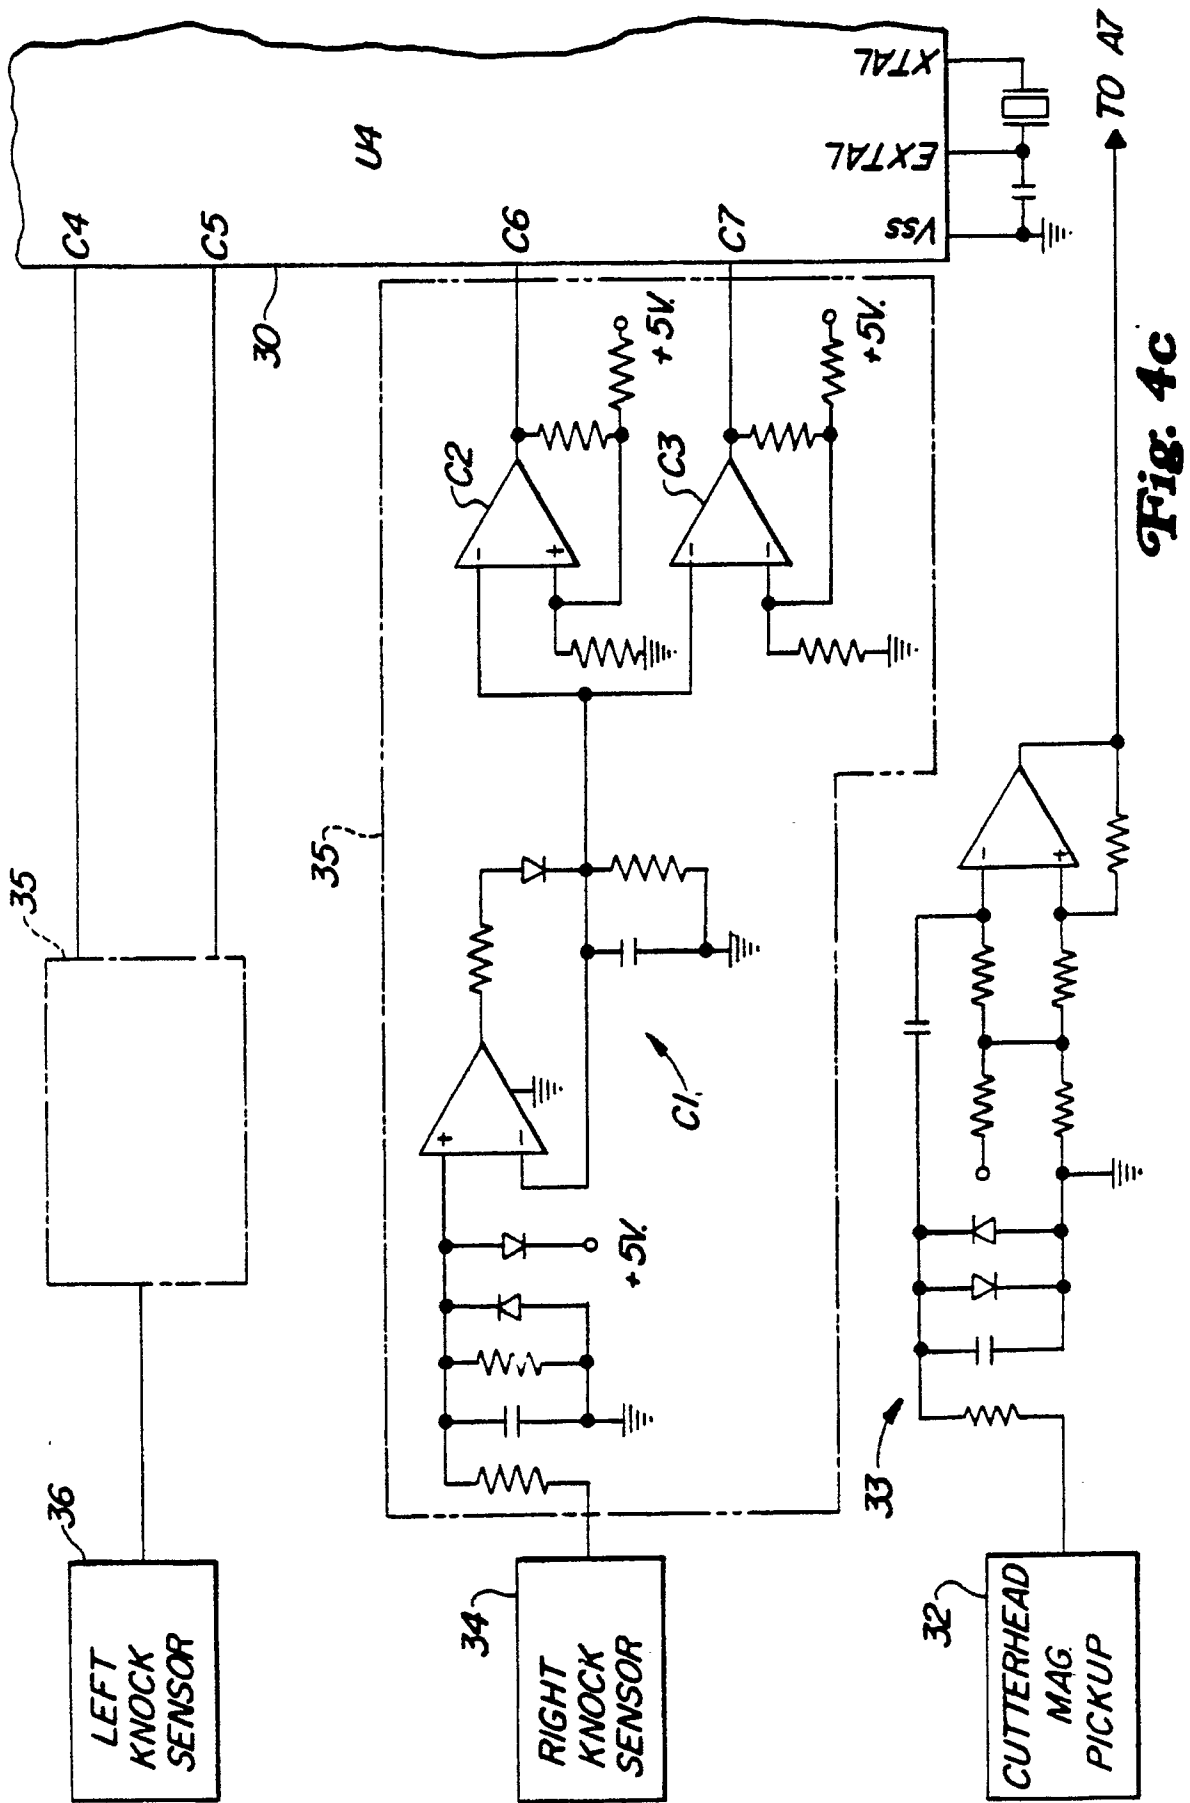 LEFT
KNOCK
SENSOR
36
35
C4
C5
30
U4
C6
C7
Vss
EXTAL
XTAL
RIGHT
KNOCK
SENSOR
34
35
+5V.
+
−
C1.
C2
−
+
+5V.
C3
−
−
+5V.
CUTTERHEAD
MAG.
PICKUP
32
33
−
+
TO A7
Fig. 4c